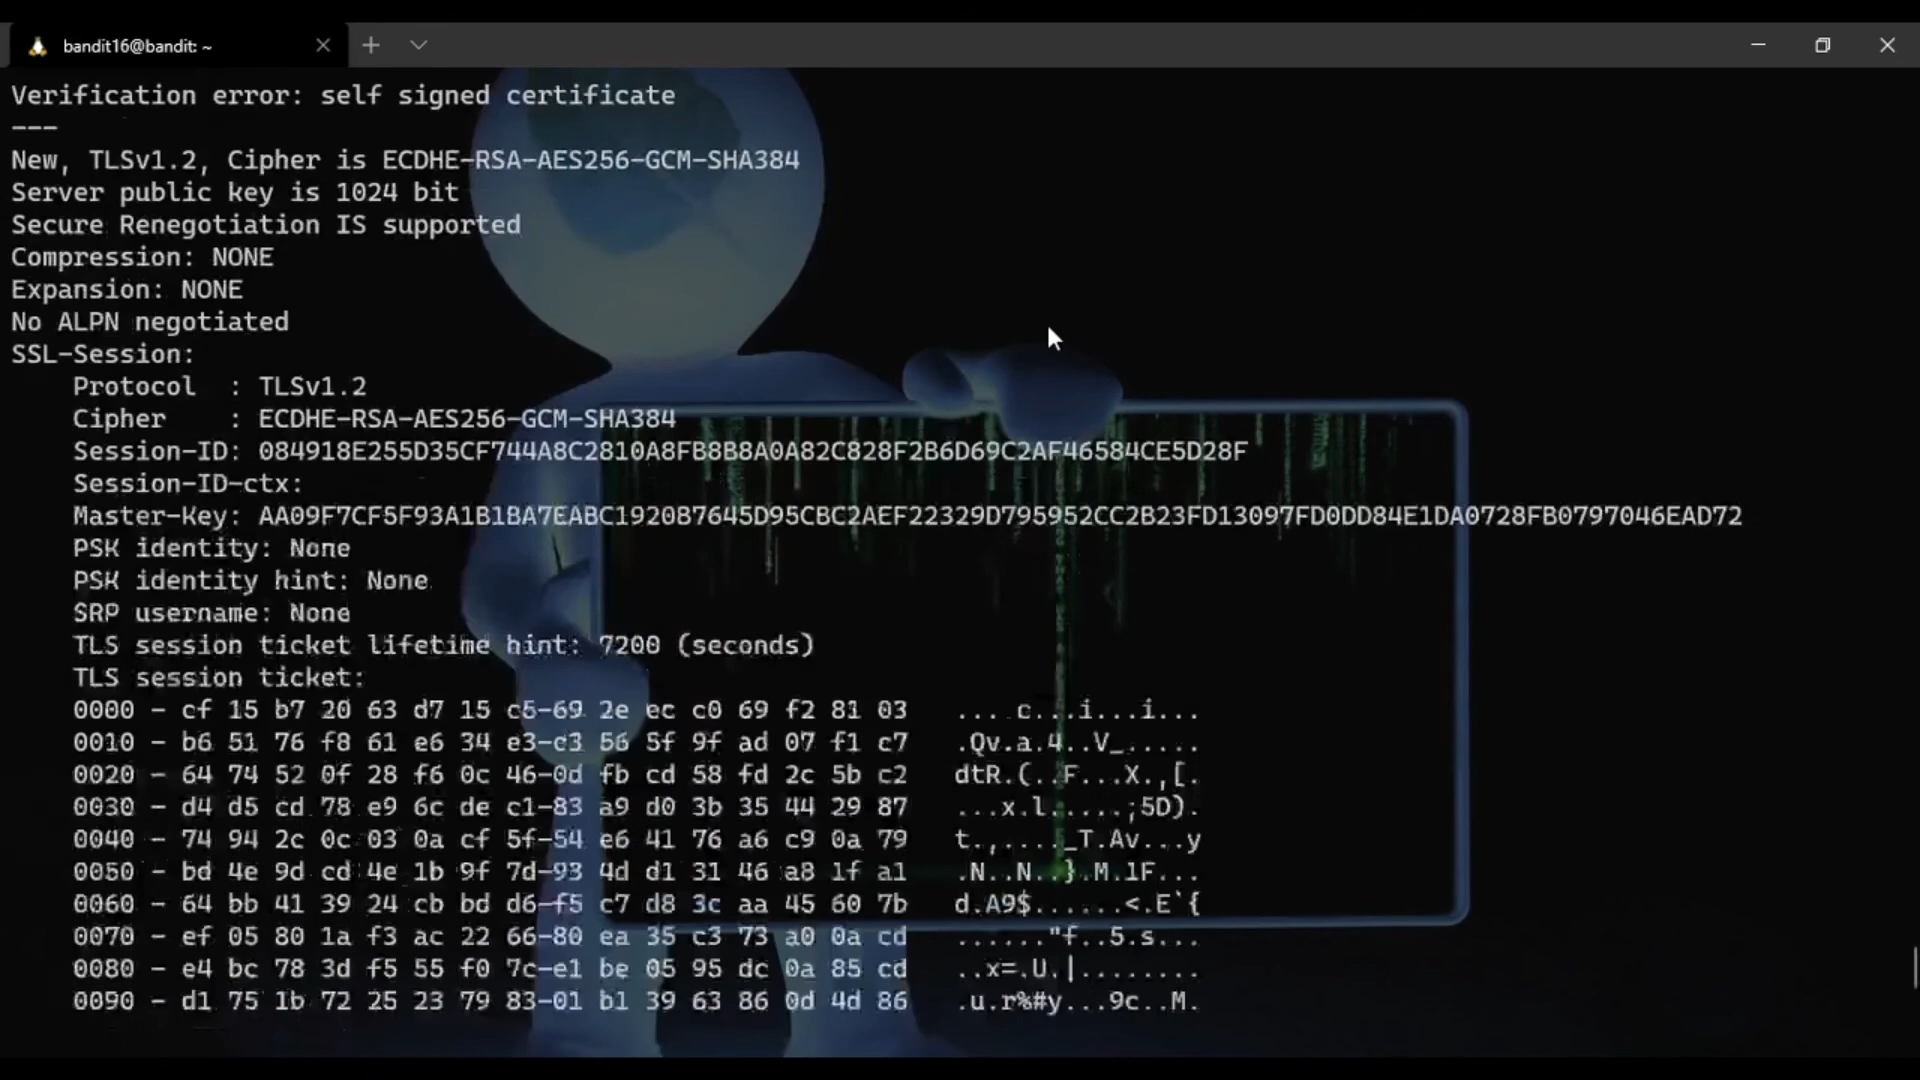 bandit16@bandit: ~
Verification error: self signed certificate
---
New, TLSv1.2, Cipher is ECDHE-RSA-AES256-GCM-SHA384
Server public key is 1024 bit
Secure Renegotiation IS supported
Compression: NONE
Expansion: NONE
No ALPN negotiated
SSL-Session:
    Protocol  : TLSv1.2
    Cipher    : ECDHE-RSA-AES256-GCM-SHA384
    Session-ID: 084918E255D35CF744A8C2810A8FB8B8A0A82C828F2B6D69C2AF46584CE5D28F
    Session-ID-ctx:
    Master-Key: AA09F7CF5F93A1B1BA7EABC1920B7645D95CBC2AEF22329D795952CC2B23FD13097FD0DD84E1DA0728FB0797046EAD72
    PSK identity: None
    PSK identity hint: None
    SRP username: None
    TLS session ticket lifetime hint: 7200 (seconds)
    TLS session ticket:
    0000 - cf 15 b7 20 63 d7 15 c5-69 2e ec c0 69 f2 81 03   ... c...i...i...
    0010 - b6 51 76 f8 61 e6 34 e3-c3 56 5f 9f ad 07 f1 c7   .Qv.a.4..V_.....
    0020 - 64 74 52 0f 28 f6 0c 46-0d fb cd 58 fd 2c 5b c2   dtR.(..F...X.,[.
    0030 - d4 d5 cd 78 e9 6c de c1-83 a9 d0 3b 35 44 29 87   ...x.l.....;5D).
    0040 - 74 94 2c 0c 03 0a cf 5f-54 e6 41 76 a6 c9 0a 79   t.,...._T.Av...y
    0050 - bd 4e 9d cd 4e 1b 9f 7d-93 4d d1 31 46 a8 1f a1   .N..N..}.M.1F...
    0060 - 64 bb 41 39 24 cb bd d6-f5 c7 d8 3c aa 45 60 7b   d.A9$......<.E`{
    0070 - ef 05 80 1a f3 ac 22 66-80 ea 35 c3 73 a0 0a cd   ......"f..5.s...
    0080 - e4 bc 78 3d f5 55 f0 7c-e1 be 05 95 dc 0a 85 cd   ..x=.U.|........
    0090 - d1 75 1b 72 25 23 79 83-01 b1 39 63 86 0d 4d 86   .u.r%#y...9c..M.